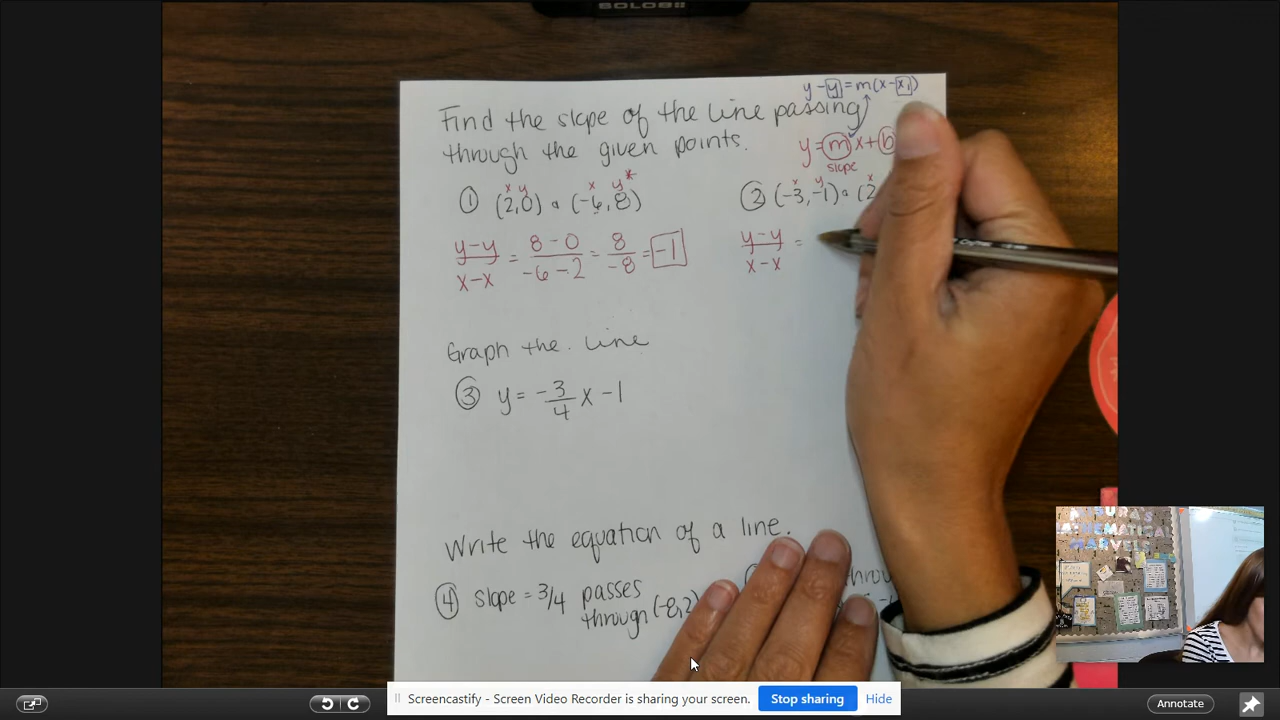 SOLOBII
y - y = m(x - x₁)
Find the slope of the line passing
through the given points.
y = m x + b
slope
x y x y*
① (2,0) • (-6,8)
x y x
② (-3,-1) • (2
y-y/x-x = 8-0/-6-2 = 8/-8 = -1
y-y/x-x =
Graph the line
③ y = -3/4 x - 1
Write the equation of a line.
④ slope = 3/4 passes
through (-8,2)
Screencastify - Screen Video Recorder is sharing your screen.
Stop sharing
Hide
Annotate